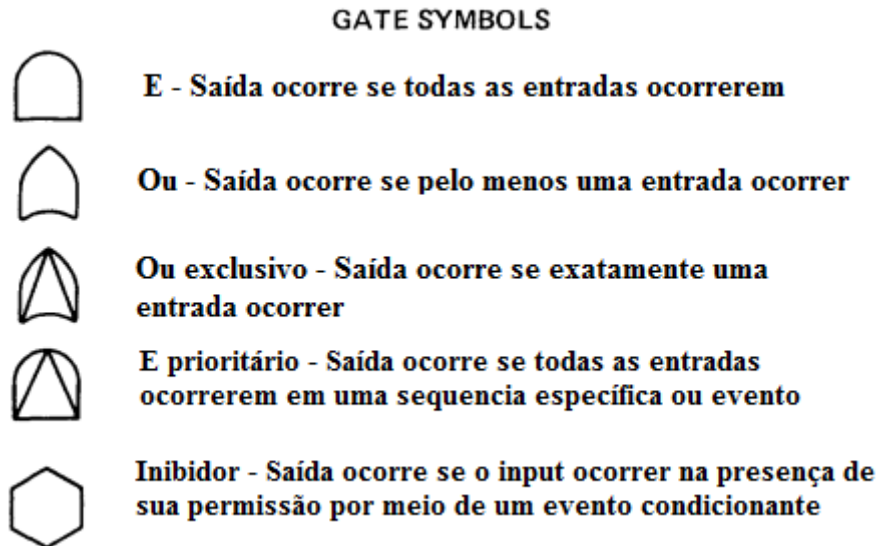 GATE SYMBOLS
E - Saída ocorre se todas as entradas ocorrerem
Ou - Saída ocorre se pelo menos uma entrada ocorrer
Ou exclusivo - Saída ocorre se exatamente uma
entrada ocorrer
E prioritário - Saída ocorre se todas as entradas
ocorrerem em uma sequencia específica ou evento
Inibidor - Saída ocorre se o input ocorrer na presença de
sua permissão por meio de um evento condicionante